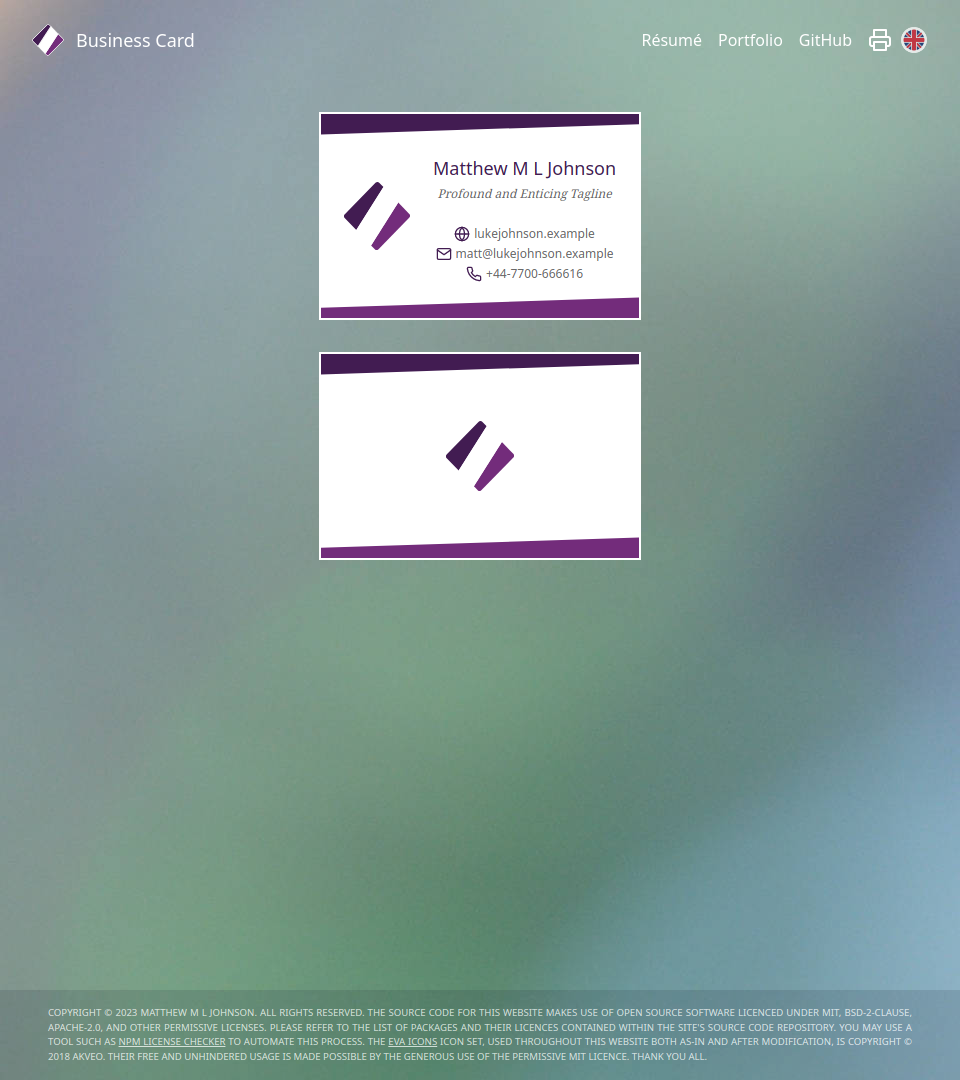 Business Card
Résumé Portfolio GitHub
Matthew M L Johnson
Profound and Enticing Tagline
lukejohnson.example
matt@lukejohnson.example
+44-7700-666616
COPYRIGHT © 2023 MATTHEW M L JOHNSON. ALL RIGHTS RESERVED. THE SOURCE CODE FOR THIS WEBSITE MAKES USE OF OPEN SOURCE SOFTWARE LICENCED UNDER MIT, BSD-2-CLAUSE,
APACHE-2.0, AND OTHER PERMISSIVE LICENSES. PLEASE REFER TO THE LIST OF PACKAGES AND THEIR LICENCES CONTAINED WITHIN THE SITE'S SOURCE CODE REPOSITORY. YOU MAY USE A
TOOL SUCH AS NPM LICENSE CHECKER TO AUTOMATE THIS PROCESS. THE EVA ICONS ICON SET, USED THROUGHOUT THIS WEBSITE BOTH AS-IN AND AFTER MODIFICATION, IS COPYRIGHT ©
2018 AKVEO. THEIR FREE AND UNHINDERED USAGE IS MADE POSSIBLE BY THE GENEROUS USE OF THE PERMISSIVE MIT LICENCE. THANK YOU ALL.